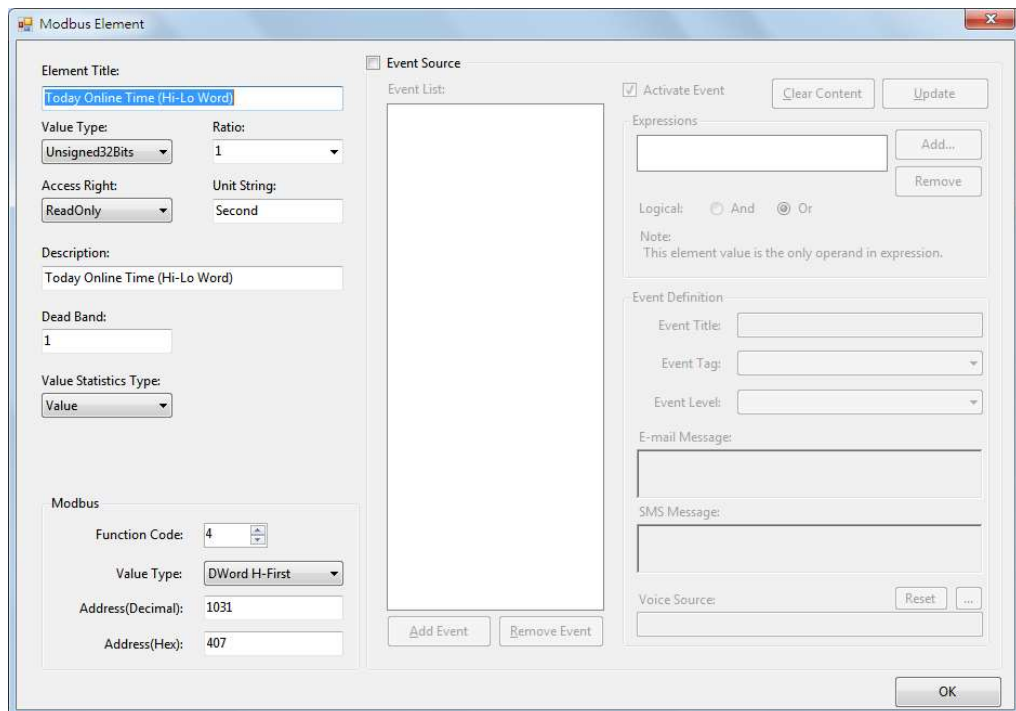 Modbus Element
Element Title:
Today Online Time (Hi-Lo Word)
Value Type:
Ratio:
Unsigned32Bits
1
Access Right:
Unit String:
ReadOnly
Second
Description:
Today Online Time (Hi-Lo Word)
Dead Band:
1
Value Statistics Type:
Value
Modbus
Function Code:
4
Value Type:
DWord H-First
Address(Decimal):
1031
Address(Hex):
407
Event Source
Event List:
Add Event
Remove Event
Activate Event
Clear Content
Update
Expressions
Add...
Remove
Logical:
And
Or
Note:
This element value is the only operand in expression.
Event Definition
Event Title:
Event Tag:
Event Level:
E-mail Message:
SMS Message:
Voice Source:
Reset
...
OK